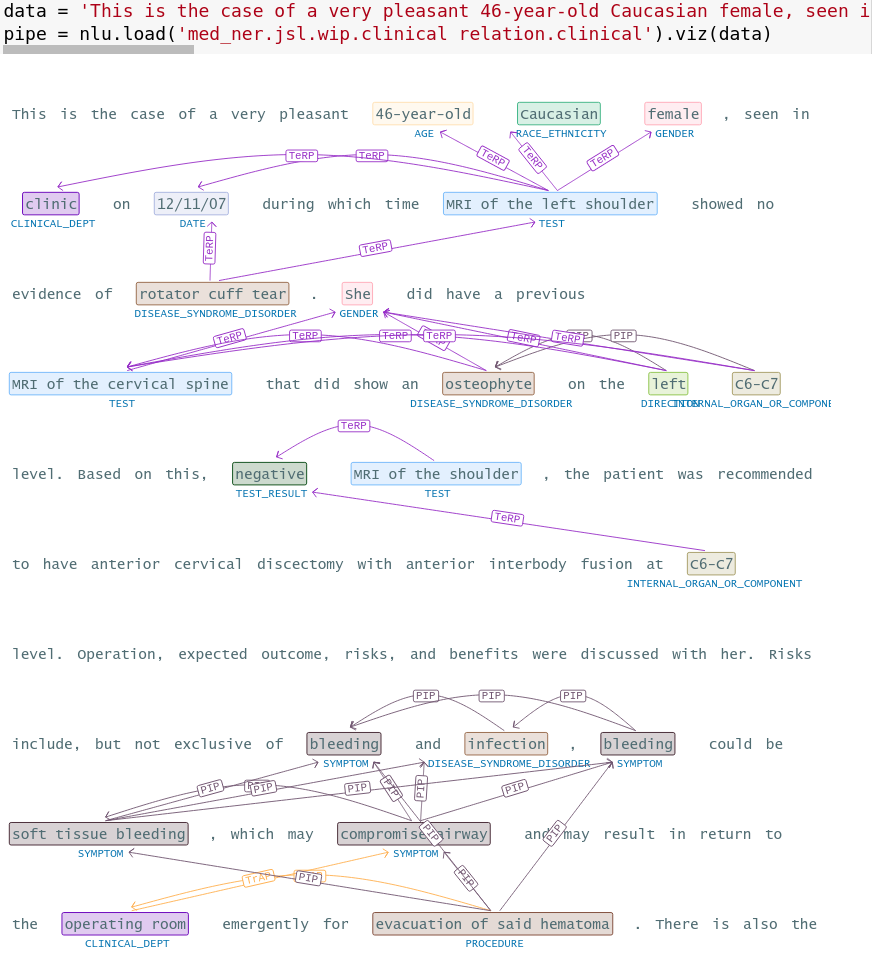 data = 'This is the case of a very pleasant 46-year-old Caucasian female, seen i
pipe = nlu.load('med_ner.jsl.wip.clinical relation.clinical').viz(data)
This is the case of a very pleasant 46-year-old Caucasian female , seen in
AGE RACE_ETHNICITY GENDER
TeRP TeRP TeRP TeRP TeRP
clinic on 12/11/07 during which time MRI of the left shoulder showed no
CLINICAL_DEPT DATE TEST
TeRP TeRP
evidence of rotator cuff tear . She did have a previous
DISEASE_SYNDROME_DISORDER GENDER
TeRP TeRP TeRP TeRP TeRP TeRP PIP
MRI of the cervical spine that did show an osteophyte on the left c6-c7
TEST DISEASE_SYNDROME_DISORDER DIRECTION INTERNAL_ORGAN_OR_COMPONE
TeRP
level. Based on this, negative MRI of the shoulder , the patient was recommended
TEST_RESULT TEST
TeRP
to have anterior cervical discectomy with anterior interbody fusion at c6-c7
INTERNAL_ORGAN_OR_COMPONENT
level. Operation, expected outcome, risks, and benefits were discussed with her. Risks
PIP PIP PIP
include, but not exclusive of bleeding and infection , bleeding could be
SYMPTOM DISEASE_SYNDROME_DISORDER SYMPTOM
PIP PIP PIP PIP PIP PIP
soft tissue bleeding , which may compromise airway and may result in return to
SYMPTOM SYMPTOM
PIP PIP
TrAP PIP PIP
the operating room emergently for evacuation of said hematoma . There is also the
CLINICAL_DEPT PROCEDURE